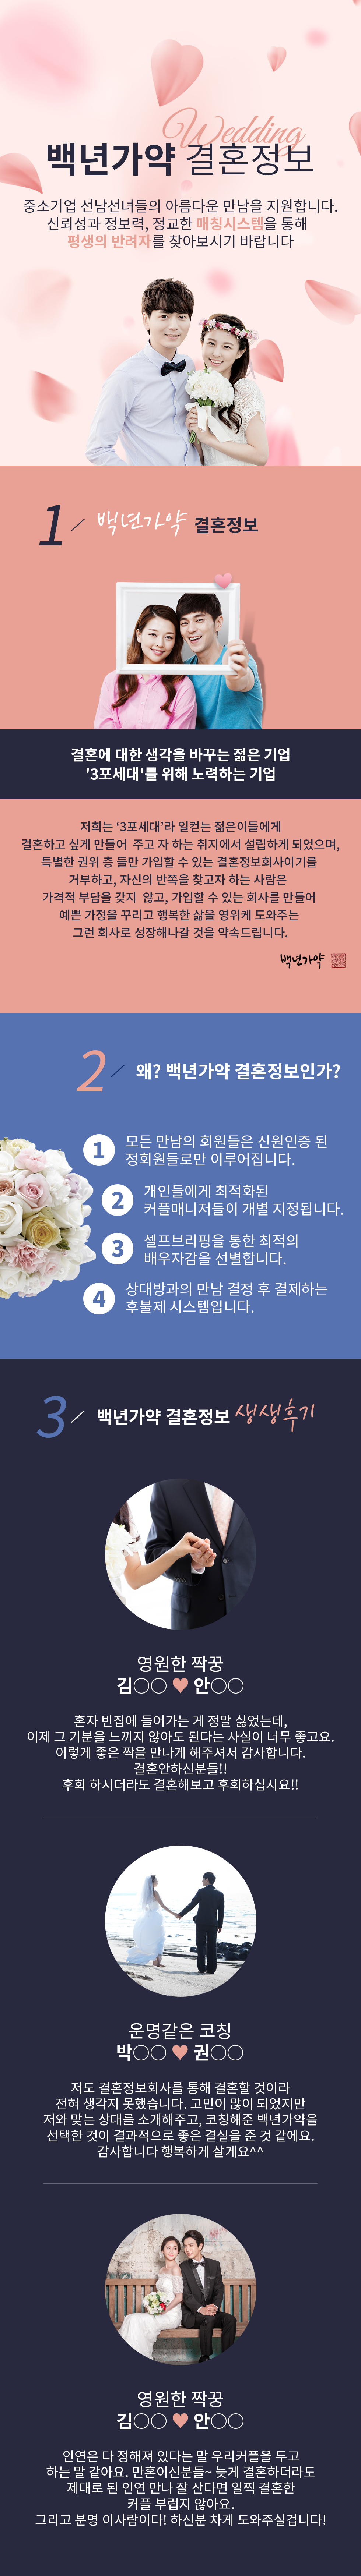 Wedding
백년가약 결혼정보
중소기업 선남선녀들의 아름다운 만남을 지원합니다.
신뢰성과 정보력, 정교한 매칭시스템을 통해
평생의 반려자를 찾아보시기 바랍니다
1 백년가약 결혼정보
결혼에 대한 생각을 바꾸는 젊은 기업
'3포세대'를 위해 노력하는 기업
저희는 ‘3포세대’라 일컫는 젊은이들에게
결혼하고 싶게 만들어 주고 자 하는 취지에서 설립하게 되었으며,
특별한 권위 층 들만 가입할 수 있는 결혼정보회사이기를
거부하고, 자신의 반쪽을 찾고자 하는 사람은
가격적 부담을 갖지 않고, 가입할 수 있는 회사를 만들어
예쁜 가정을 꾸리고 행복한 삶을 영위케 도와주는
그런 회사로 성장해나갈 것을 약속드립니다.
백년가약
2 왜? 백년가약 결혼정보인가?
1 모든 만남의 회원들은 신원인증 된
정회원들로만 이루어집니다.
2 개인들에게 최적화된
커플매니저들이 개별 지정됩니다.
3 셀프브리핑을 통한 최적의
배우자감을 선별합니다.
4 상대방과의 만남 결정 후 결제하는
후불제 시스템입니다.
3 백년가약 결혼정보 생생후기
영원한 짝꿍
김○○ ♥ 안○○
혼자 빈집에 들어가는 게 정말 싫었는데,
이제 그 기분을 느끼지 않아도 된다는 사실이 너무 좋고요.
이렇게 좋은 짝을 만나게 해주셔서 감사합니다.
결혼안하신분들!!
후회 하시더라도 결혼해보고 후회하십시요!!
운명같은 코칭
박○○ ♥ 권○○
저도 결혼정보회사를 통해 결혼할 것이라
전혀 생각지 못했습니다. 고민이 많이 되었지만
저와 맞는 상대를 소개해주고, 코칭해준 백년가약을
선택한 것이 결과적으로 좋은 결실을 준 것 같에요.
감사합니다 행복하게 살게요^^
영원한 짝꿍
김○○ ♥ 안○○
인연은 다 정해져 있다는 말 우리커플을 두고
하는 말 같아요. 만혼이신분들~ 늦게 결혼하더라도
제대로 된 인연 만나 잘 산다면 일찍 결혼한
커플 부럽지 않아요.
그리고 분명 이사람이다! 하신분 차게 도와주실겁니다!